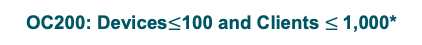 OC200: Devices≤100 and Clients ≤ 1,000*